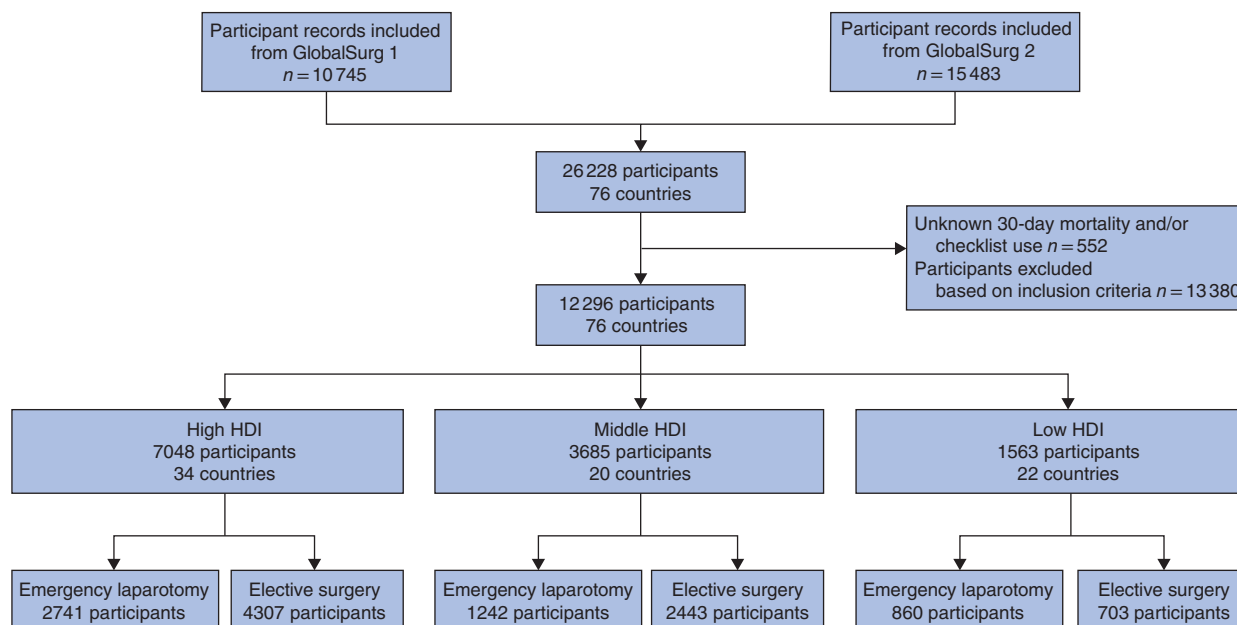 Participant records included
from GlobalSurg 1
n = 10 745
Participant records included
from GlobalSurg 2
n = 15 483
26 228 participants
76 countries
Unknown 30-day mortality and/or
checklist use n = 552
Participants excluded
based on inclusion criteria n = 13 380
12 296 participants
76 countries
High HDI
7048 participants
34 countries
Middle HDI
3685 participants
20 countries
Low HDI
1563 participants
22 countries
Emergency laparotomy
2741 participants
Elective surgery
4307 participants
Emergency laparotomy
1242 participants
Elective surgery
2443 participants
Emergency laparotomy
860 participants
Elective surgery
703 participants